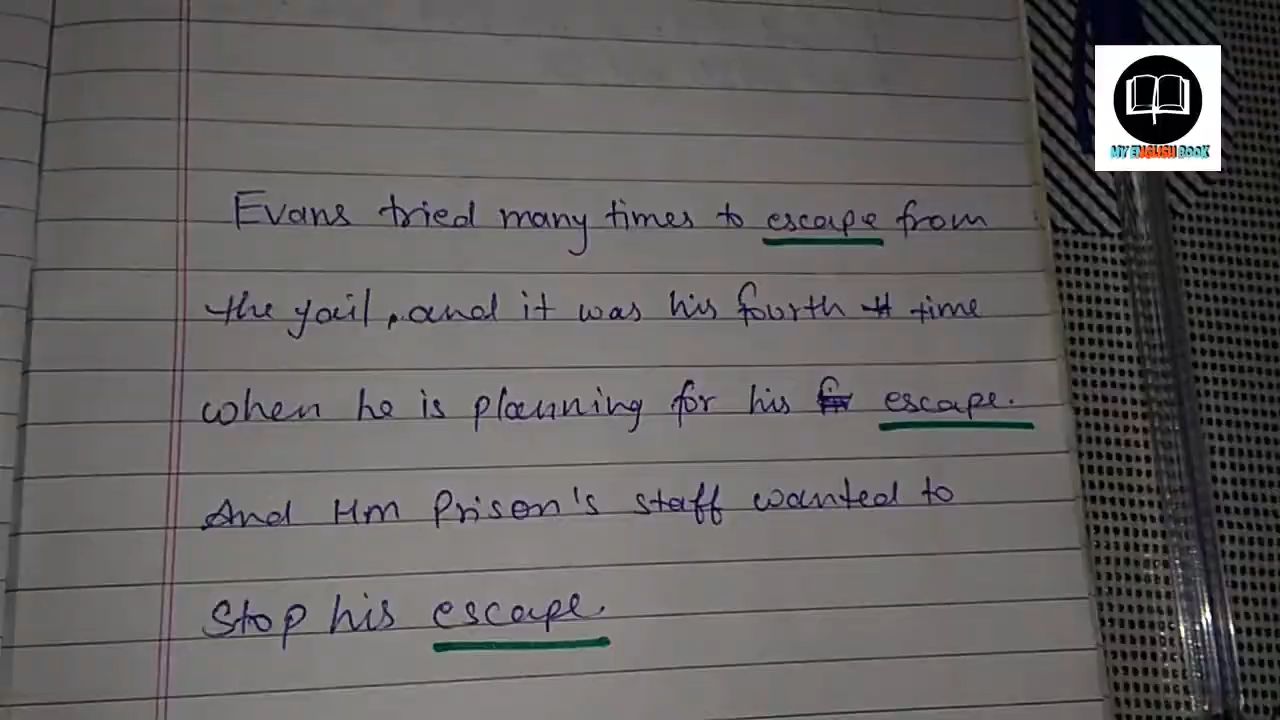 MY ENGLISH BOOK
Evans tried many times to escape from
the jail, and it was his fourth time
when he is planning for his escape.
And HM Prison's staff wanted to
Stop his escape.